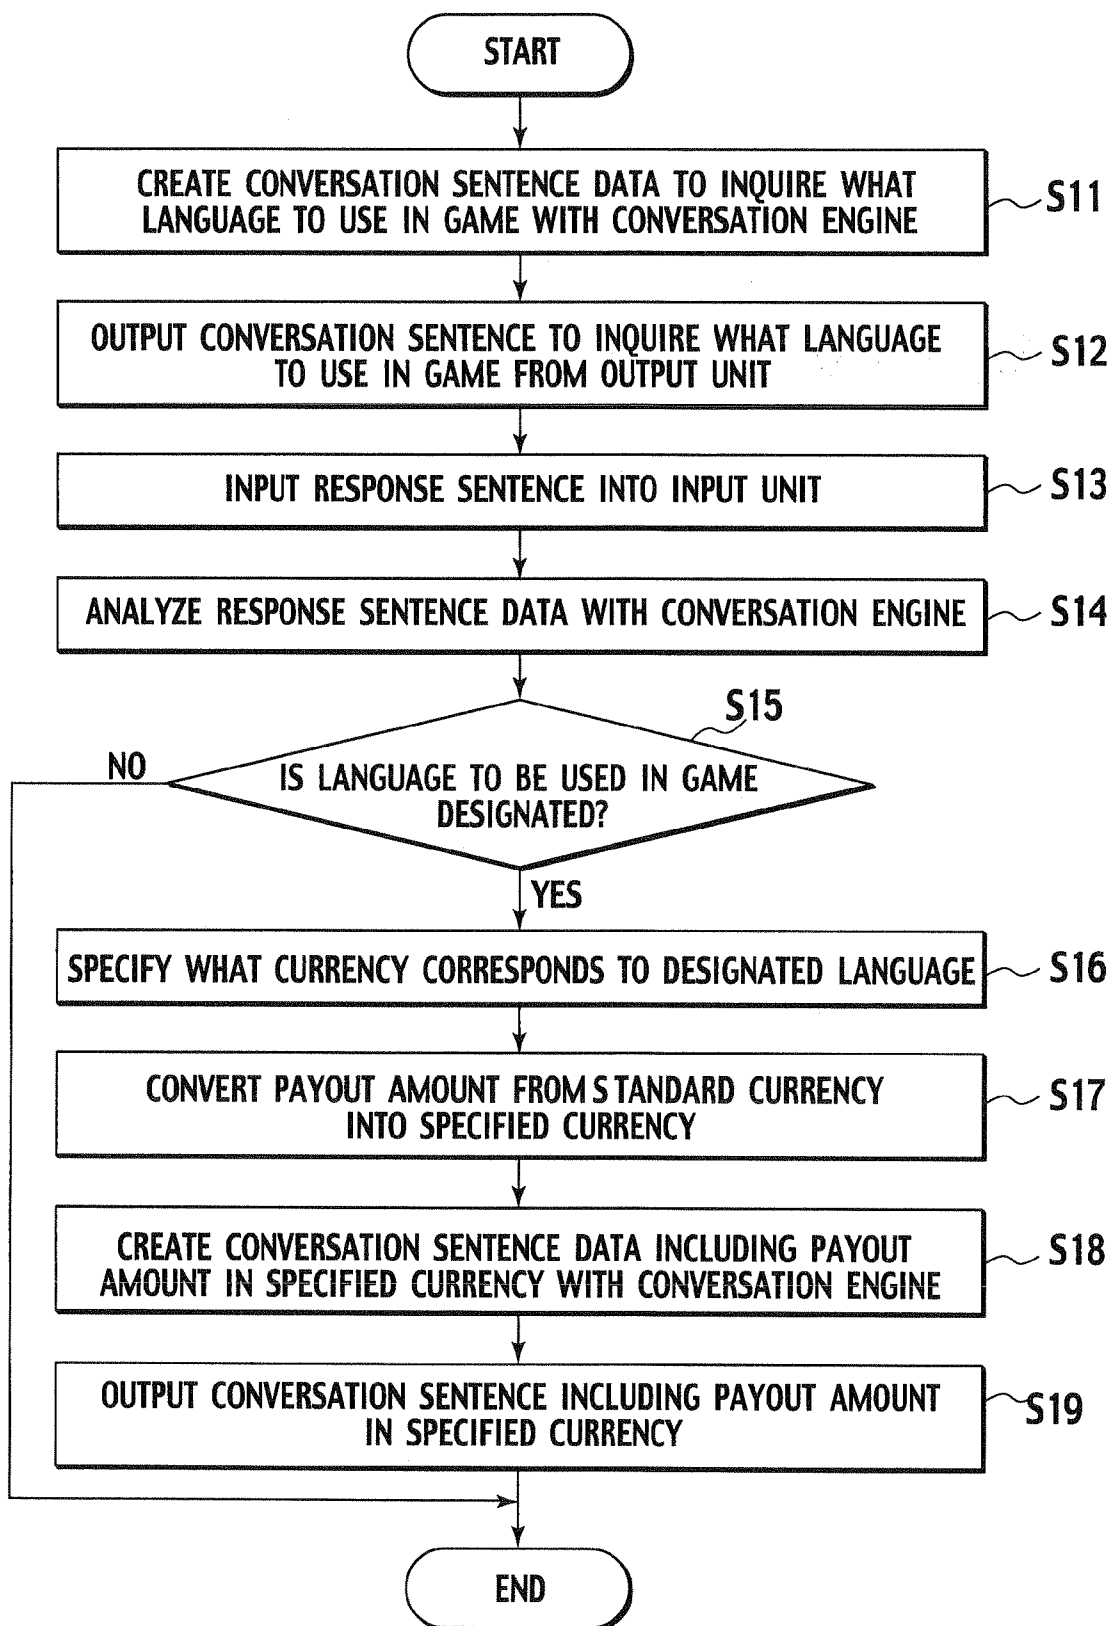 START
CREATE CONVERSATION SENTENCE DATA TO INQUIRE WHAT
LANGUAGE TO USE IN GAME WITH CONVERSATION ENGINE
S11
OUTPUT CONVERSATION SENTENCE TO INQUIRE WHAT LANGUAGE
TO USE IN GAME FROM OUTPUT UNIT
S12
INPUT RESPONSE SENTENCE INTO INPUT UNIT
S13
ANALYZE RESPONSE SENTENCE DATA WITH CONVERSATION ENGINE
S14
S15
NO
IS LANGUAGE TO BE USED IN GAME
DESIGNATED?
YES
SPECIFY WHAT CURRENCY CORRESPONDS TO DESIGNATED LANGUAGE
S16
CONVERT PAYOUT AMOUNT FROM STANDARD CURRENCY
INTO SPECIFIED CURRENCY
S17
CREATE CONVERSATION SENTENCE DATA INCLUDING PAYOUT
AMOUNT IN SPECIFIED CURRENCY WITH CONVERSATION ENGINE
S18
OUTPUT CONVERSATION SENTENCE INCLUDING PAYOUT AMOUNT
IN SPECIFIED CURRENCY
S19
END